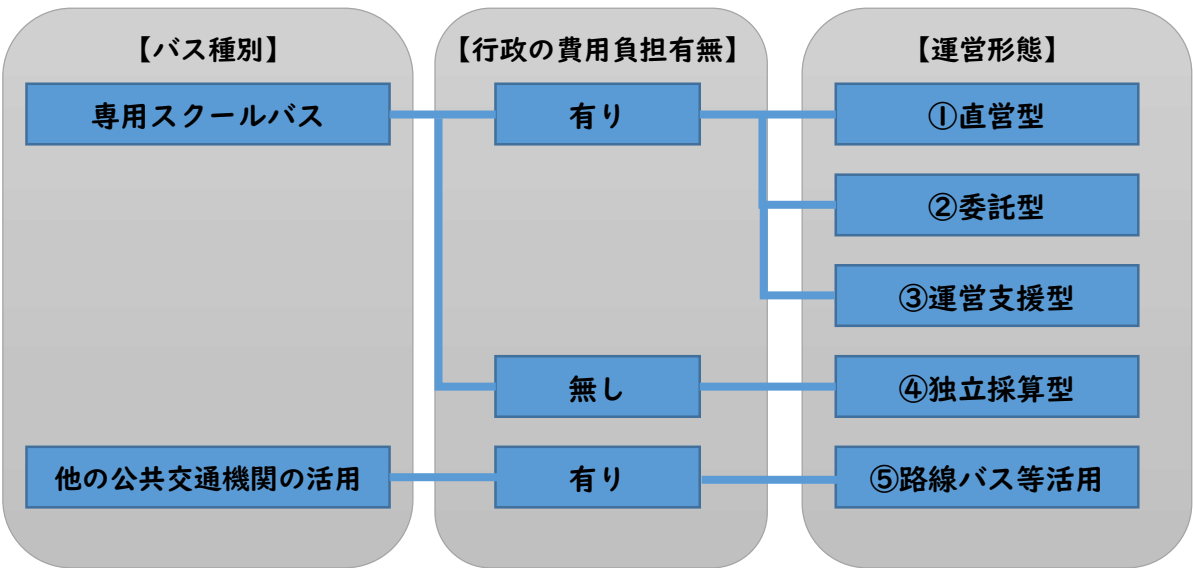 【バス種別】
【行政の費用負担有無】
【運営形態】
専用スクールバス
有り
①直営型
②委託型
③運営支援型
無し
④独立採算型
他の公共交通機関の活用
有り
⑤路線バス等活用